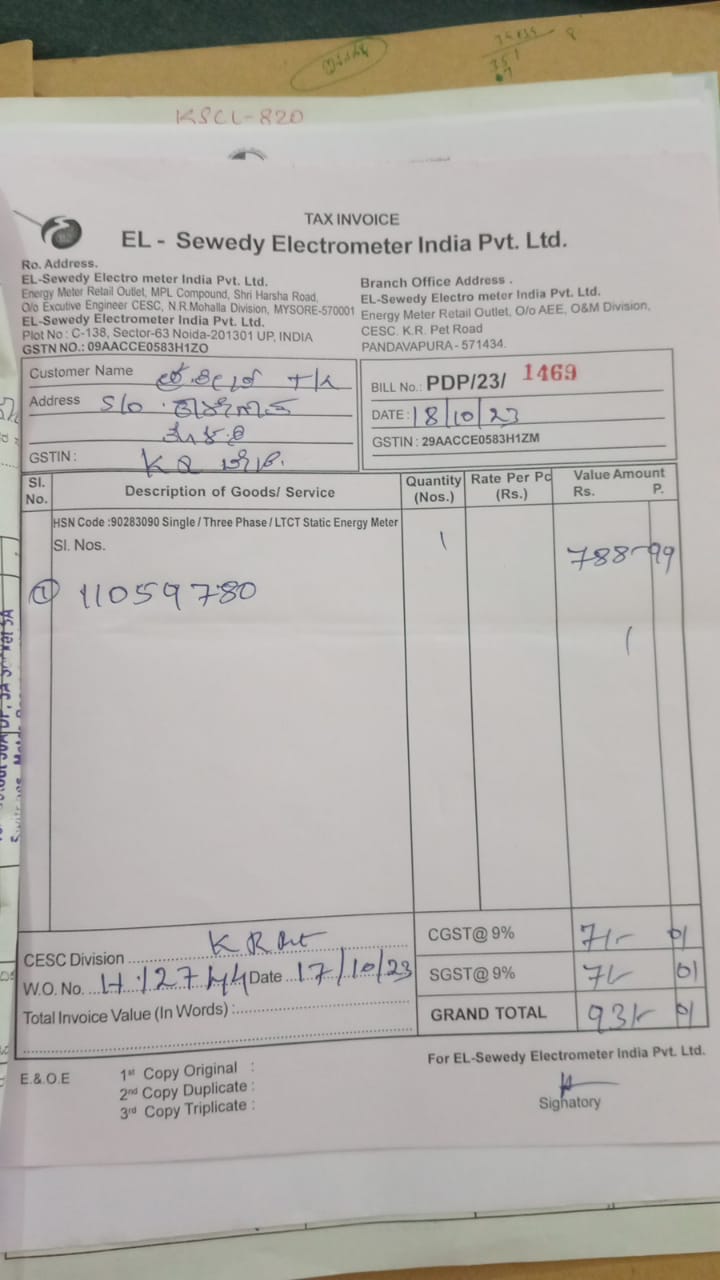 KSCL-820
TAX INVOICE
EL - Sewedy Electrometer India Pvt. Ltd.
Ro. Address.
EL-Sewedy Electro meter India Pvt. Ltd.
Energy Meter Retail Outlet, MPL Compound, Shri Harsha Road,
O/o Excutive Engineer CESC, N.R.Mohalla Division, MYSORE-570001
EL-Sewedy Electrometer India Pvt. Ltd.
Plot No : C-138, Sector-63 Noida-201301 UP, INDIA
GSTN NO.: 09AACCE0583H1ZO
Branch Office Address .
EL-Sewedy Electro meter India Pvt. Ltd.
Energy Meter Retail Outlet, O/o AEE, O&M Division,
CESC. K.R. Pet Road
PANDAVAPURA - 571434.
Customer Name T K
Address S/o
GSTIN : K R
BILL No.: PDP/23/ 1469
DATE : 18/10/23
GSTIN : 29AACCE0583H1ZM
Sl. No. Description of Goods/ Service Quantity (Nos.) Rate Per Pc (Rs.) Value Amount Rs. P.
HSN Code :90283090 Single / Three Phase / LTCT Static Energy Meter
Sl. Nos. 1 788-99
① 11059780
CESC Division K R Pet
W.O. No. Date 17/10/23
Total Invoice Value (In Words) :
CGST@ 9% 71- 01
SGST@ 9% 71- 01
GRAND TOTAL 931- 01
E.& O.E
1st Copy Original :
2nd Copy Duplicate :
3rd Copy Triplicate :
For EL-Sewedy Electrometer India Pvt. Ltd.
Signatory